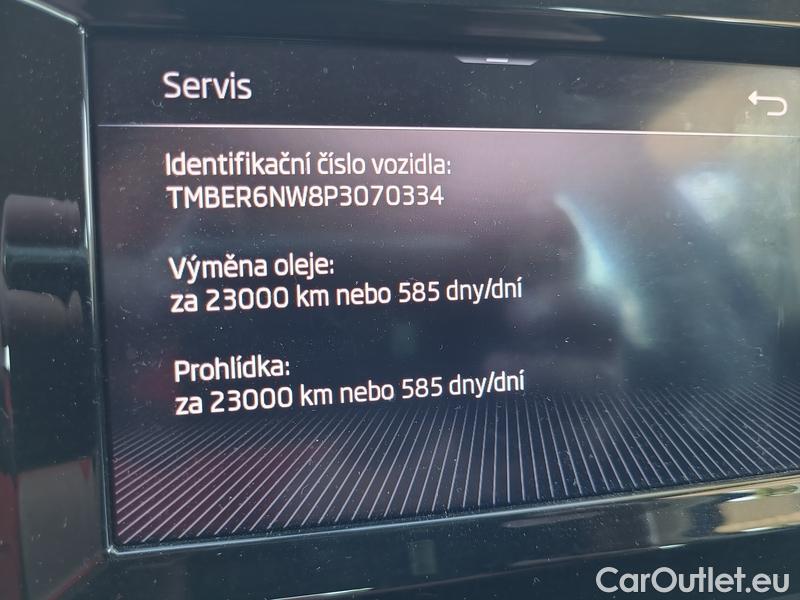 Servis
Identifikační číslo vozidla:
TMBER6NW8P3070334
Výměna oleje:
za 23000 km nebo 585 dny/dní
Prohlídka:
za 23000 km nebo 585 dny/dní
CarOutlet.eu